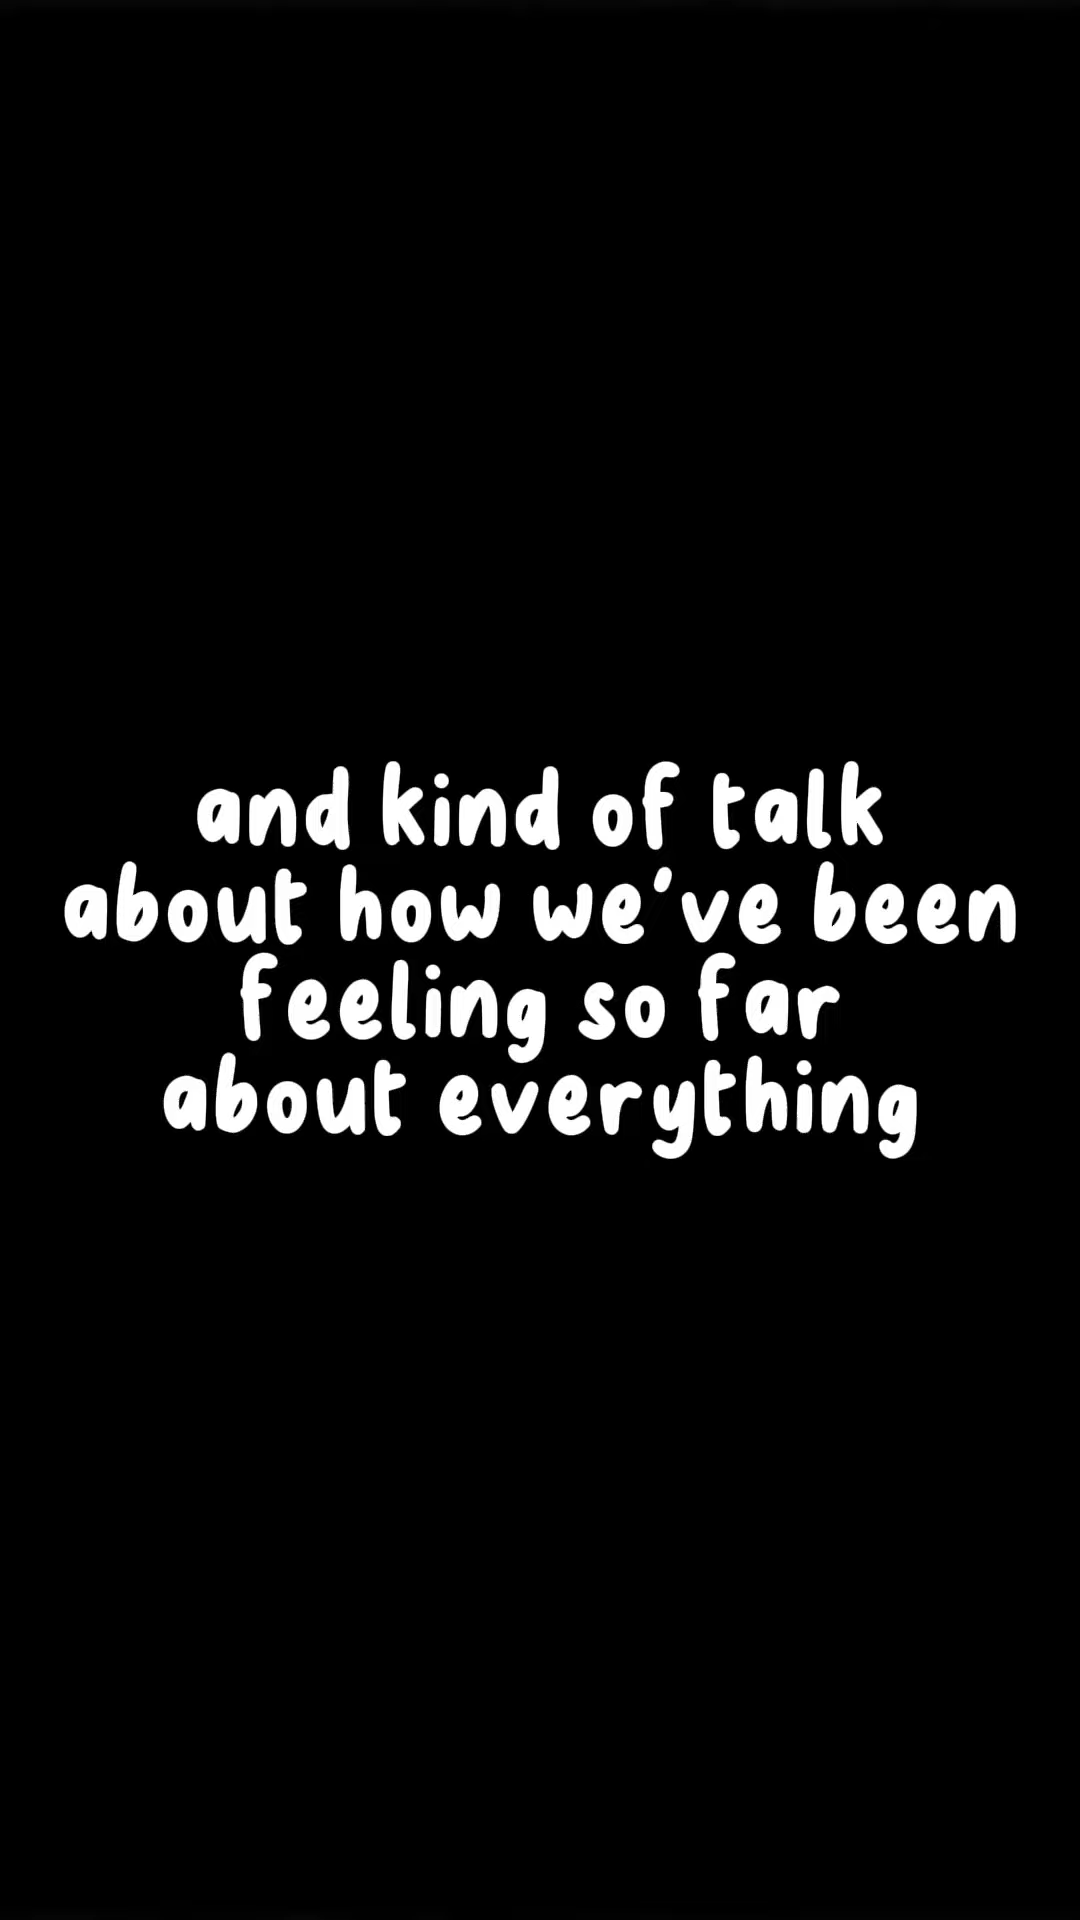 and kind of talk
about how we've been
feeling so far
about everything